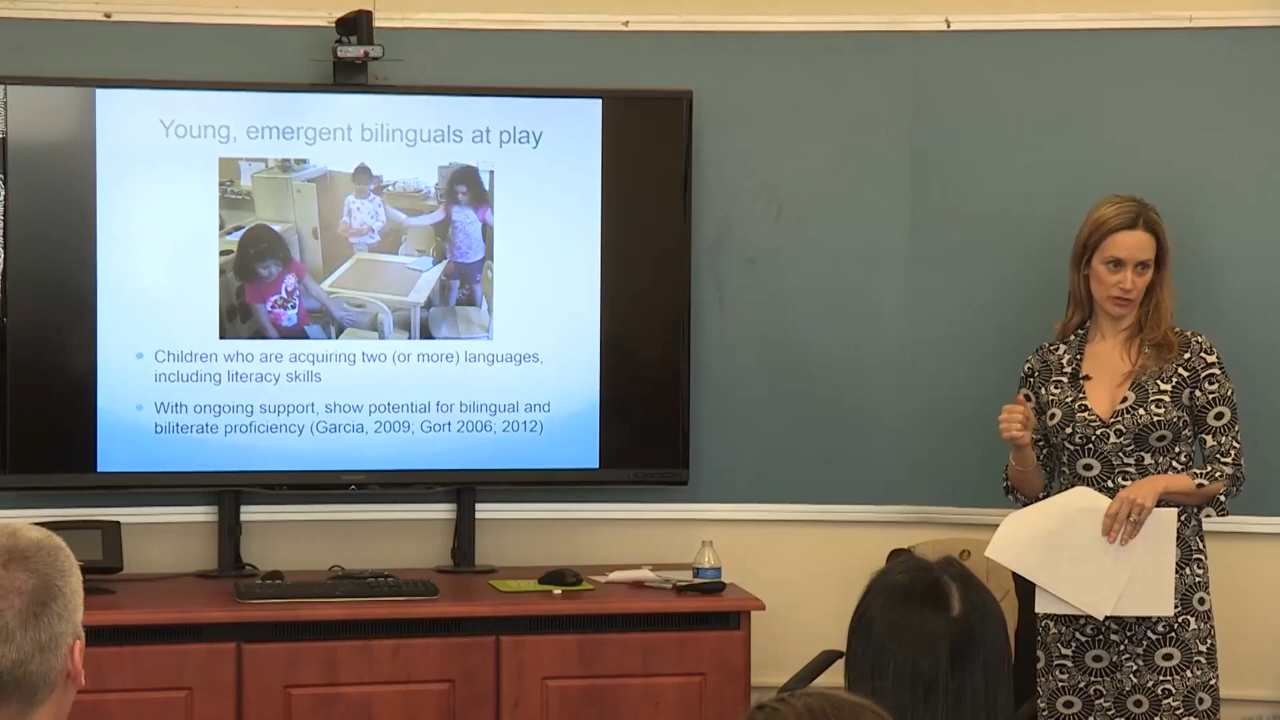 Young, emergent bilinguals at play
Children who are acquiring two (or more) languages,
including literacy skills
With ongoing support, show potential for bilingual and
biliterate proficiency (Garcia, 2009; Gort 2006; 2012)